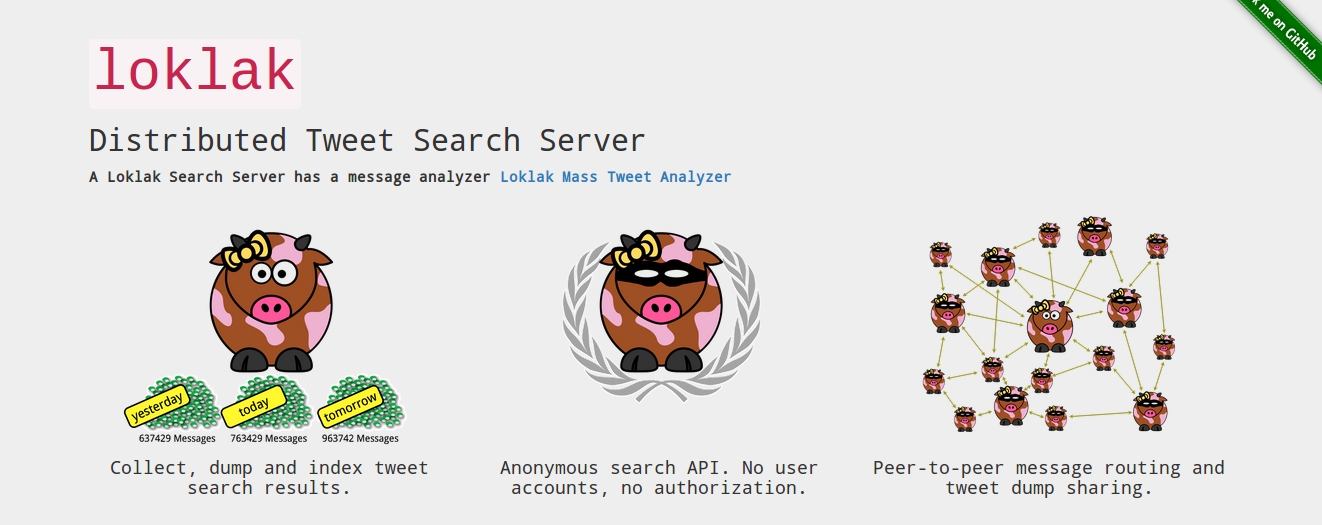 k me on GitHub
loklak
Distributed Tweet Search Server
A Loklak Search Server has a message analyzer Loklak Mass Tweet Analyzer
yesterday today tomorrow
637429 Messages 763429 Messages 963742 Messages
Collect, dump and index tweet
search results.
Anonymous search API. No user
accounts, no authorization.
Peer-to-peer message routing and
tweet dump sharing.